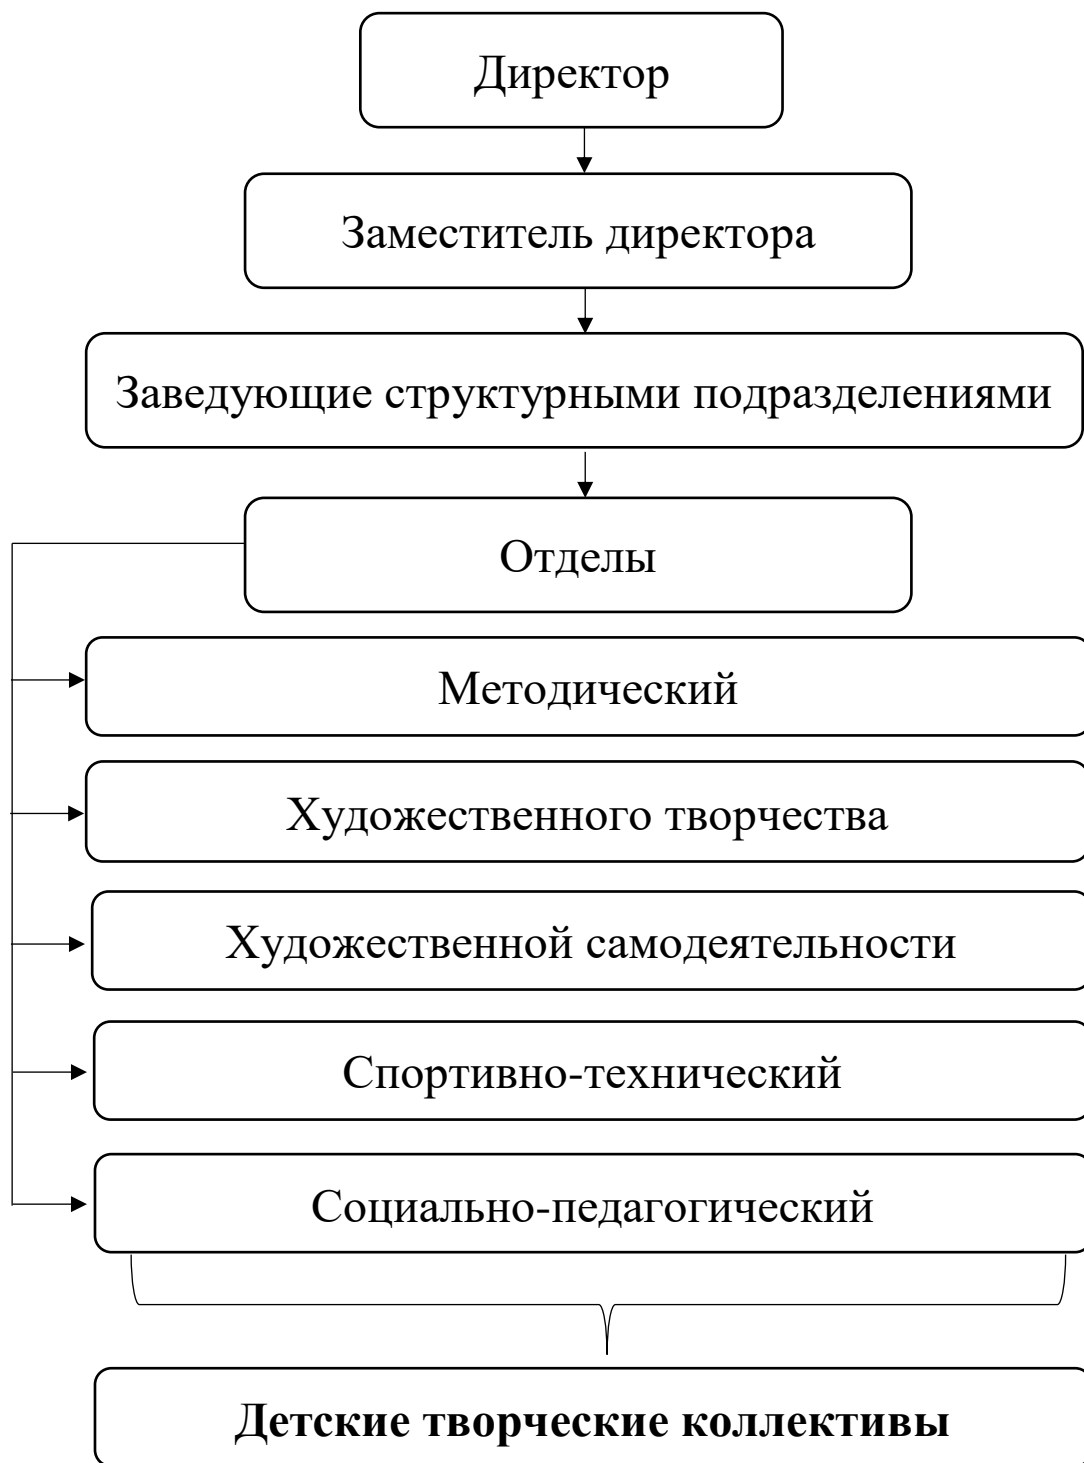 Директор
Заместитель директора
Заведующие структурными подразделениями
Отделы
Методический
Художественного творчества
Художественной самодеятельности
Спортивно-технический
Социально-педагогический
Детские творческие коллективы